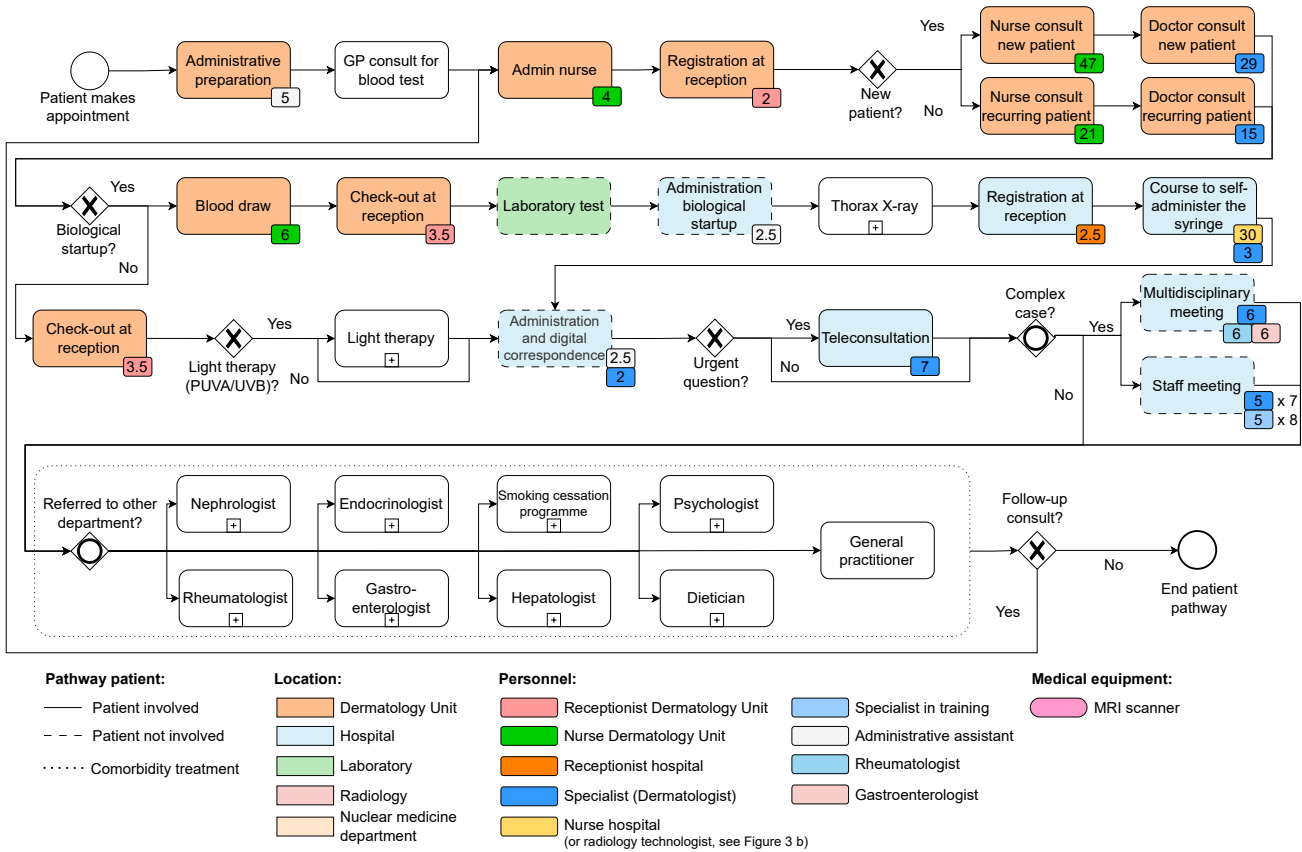 Administrative
preparation
5
GP consult for
blood test
Admin nurse
4
Registration at
reception
2
Patient makes
appointment
New
patient?
Yes
No
Nurse consult
new patient
47
Doctor consult
new patient
29
Nurse consult
recurring patient
21
Doctor consult
recurring patient
15
Biological
startup?
Yes
No
Blood draw
6
Check-out at
reception
3.5
Laboratory test
Administration
biological
startup
2.5
Thorax X-ray
+
Registration at
reception
2.5
Course to self-
administer the
syringe
30
3
Check-out at
reception
3.5
Light therapy
(PUVA/UVB)?
Yes
No
Light therapy
+
Administration
and digital
correspondence
2.5
2
Urgent
question?
Yes
No
Teleconsultation
7
Complex
case?
Yes
No
Multidisciplinary
meeting
6
6
6
Staff meeting
5 x 7
5 x 8
Referred to other
department?
Nephrologist
+
Endocrinologist
+
Smoking cessation
programme
+
Psychologist
+
Rheumatologist
+
Gastro-
enterologist
+
Hepatologist
+
Dietician
+
General
practitioner
Follow-up
consult?
No
Yes
End patient
pathway
Pathway patient:
Patient involved
Patient not involved
Comorbidity treatment
Location:
Dermatology Unit
Hospital
Laboratory
Radiology
Nuclear medicine
department
Personnel:
Receptionist Dermatology Unit
Nurse Dermatology Unit
Receptionist hospital
Specialist (Dermatologist)
Nurse hospital
(or radiology technologist, see Figure 3 b)
Specialist in training
Administrative assistant
Rheumatologist
Gastroenterologist
Medical equipment:
MRI scanner